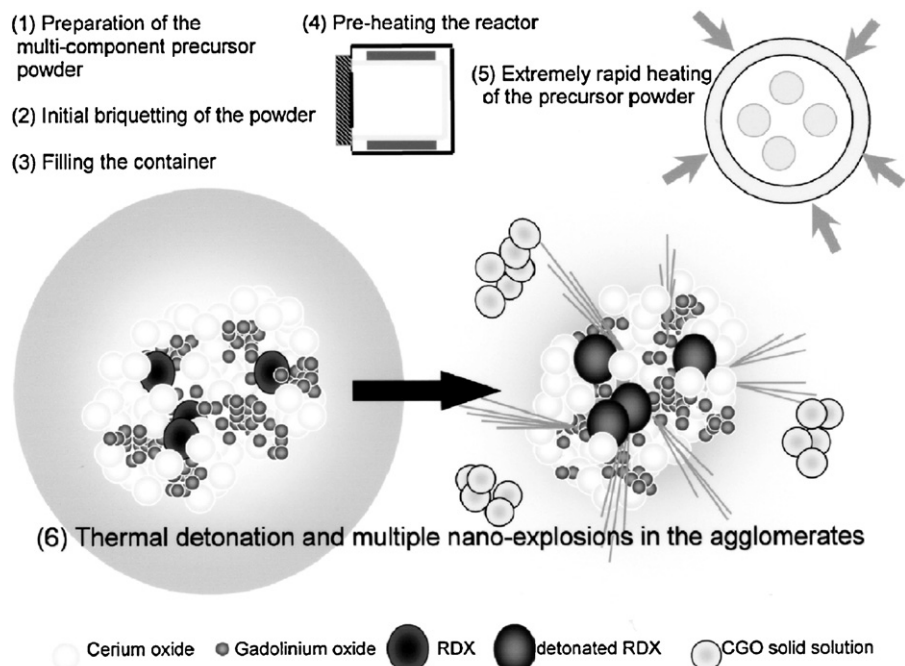 (1) Preparation of the
multi-component precursor
powder
(2) Initial briquetting of the powder
(3) Filling the container
(4) Pre-heating the reactor
(5) Extremely rapid heating
of the precursor powder
(6) Thermal detonation and multiple nano-explosions in the agglomerates
Cerium oxide Gadolinium oxide RDX detonated RDX CGO solid solution